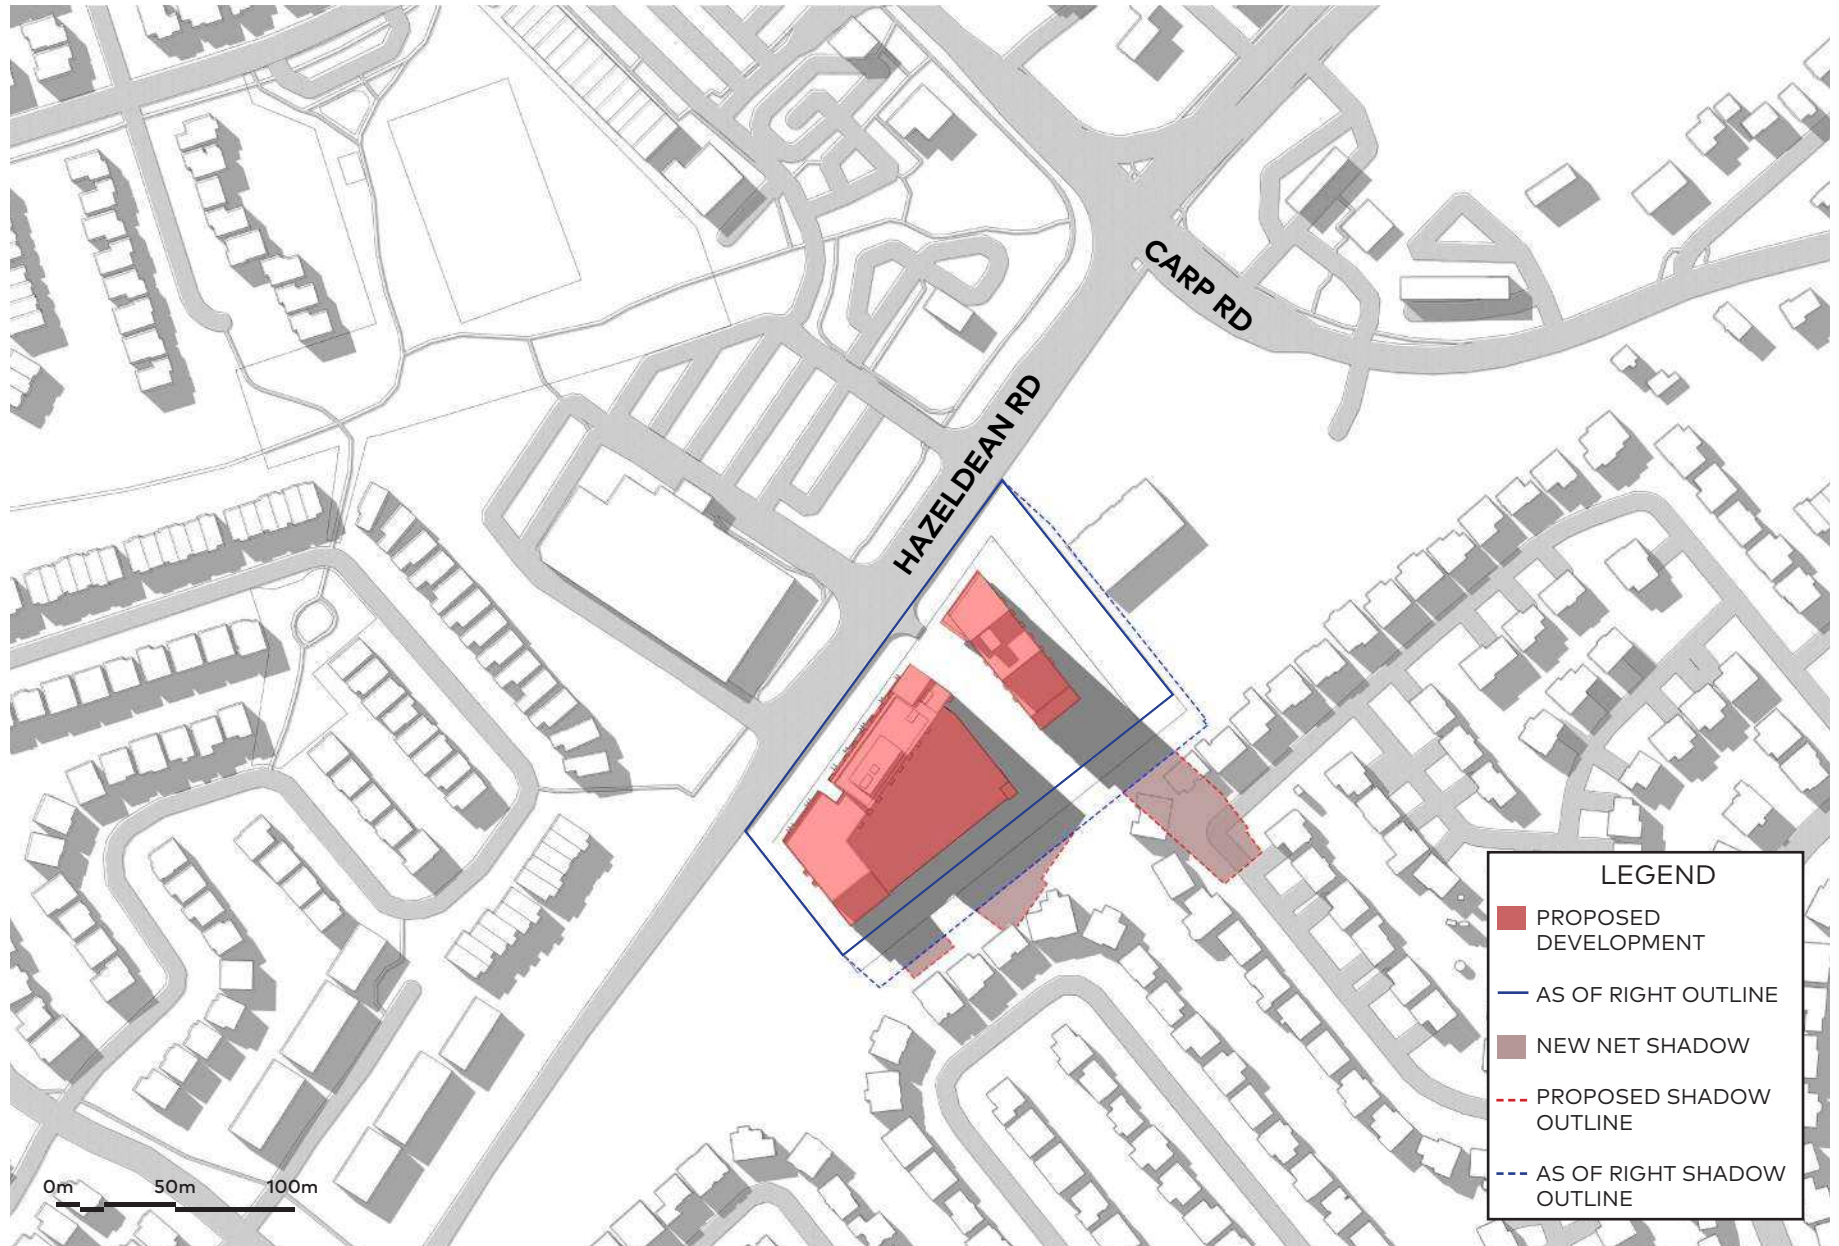 CARP RD
HAZELDEAN RD
LEGEND
PROPOSED
DEVELOPMENT
AS OF RIGHT OUTLINE
NEW NET SHADOW
PROPOSED SHADOW
OUTLINE
AS OF RIGHT SHADOW
OUTLINE
0m 50m 100m